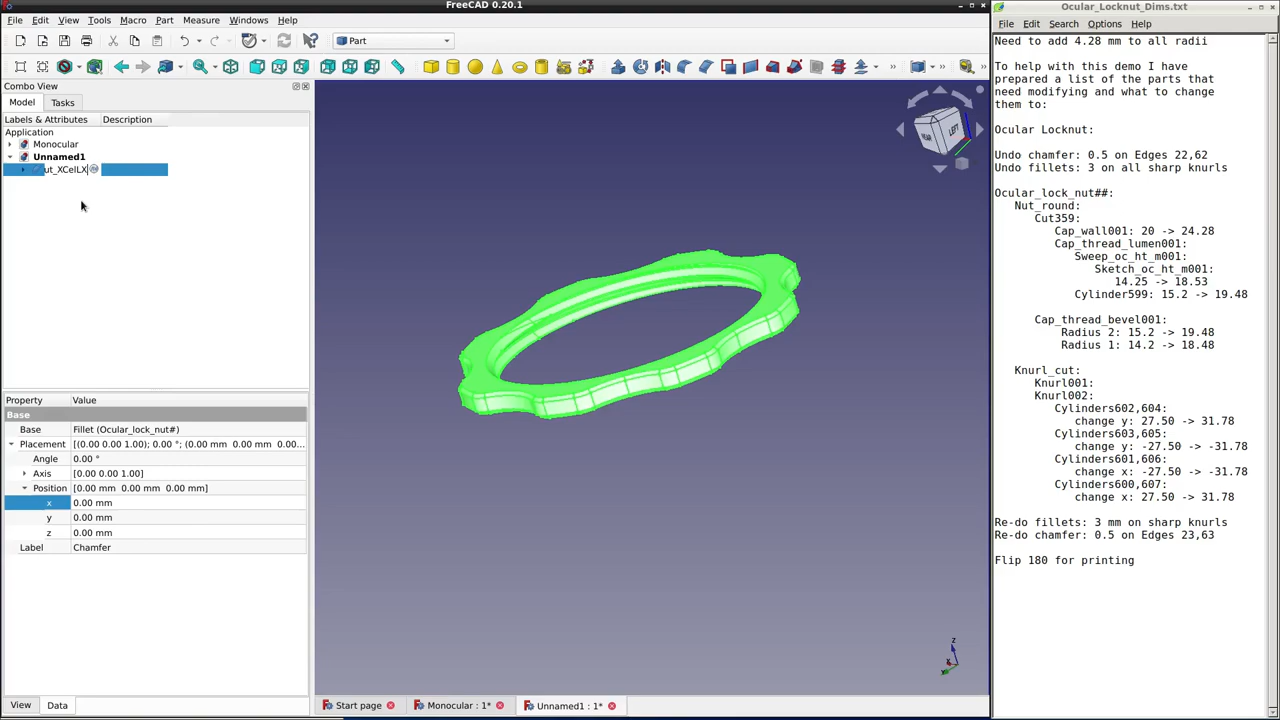 FreeCAD 0.20.1
File Edit View Tools Macro Part Measure Windows Help
Part
Combo View
Model Tasks
Labels & Attributes Description
Application
Monocular
Unnamed1
ut_XCelLX
Property Value
Base
Base Fillet (Ocular_lock_nut#)
Placement [(0.00 0.00 1.00); 0.00 °; (0.00 mm 0.00 mm 0.00...
Angle 0.00 °
Axis [0.00 0.00 1.00]
Position [0.00 mm 0.00 mm 0.00 mm]
x 0.00 mm
y 0.00 mm
z 0.00 mm
Label Chamfer
View Data
LEFT
Start page Monocular : 1* Unnamed1 : 1*
Ocular_Locknut_Dims.txt
File Edit Search Options Help
Need to add 4.28 mm to all radii
To help with this demo I have
prepared a list of the parts that
need modifying and what to change
them to:
Ocular Locknut:
Undo chamfer: 0.5 on Edges 22,62
Undo fillets: 3 on all sharp knurls
Ocular_lock_nut##:
Nut_round:
Cut359:
Cap_wall001: 20 -> 24.28
Cap_thread_lumen001:
Sweep_oc_ht_m001:
Sketch_oc_ht_m001:
14.25 -> 18.53
Cylinder599: 15.2 -> 19.48
Cap_thread_bevel001:
Radius 2: 15.2 -> 19.48
Radius 1: 14.2 -> 18.48
Knurl_cut:
Knurl001:
Knurl002:
Cylinders602,604:
change y: 27.50 -> 31.78
Cylinders603,605:
change y: -27.50 -> -31.78
Cylinders601,606:
change x: -27.50 -> -31.78
Cylinders600,607:
change x: 27.50 -> 31.78
Re-do fillets: 3 mm on sharp knurls
Re-do chamfer: 0.5 on Edges 23,63
Flip 180 for printing